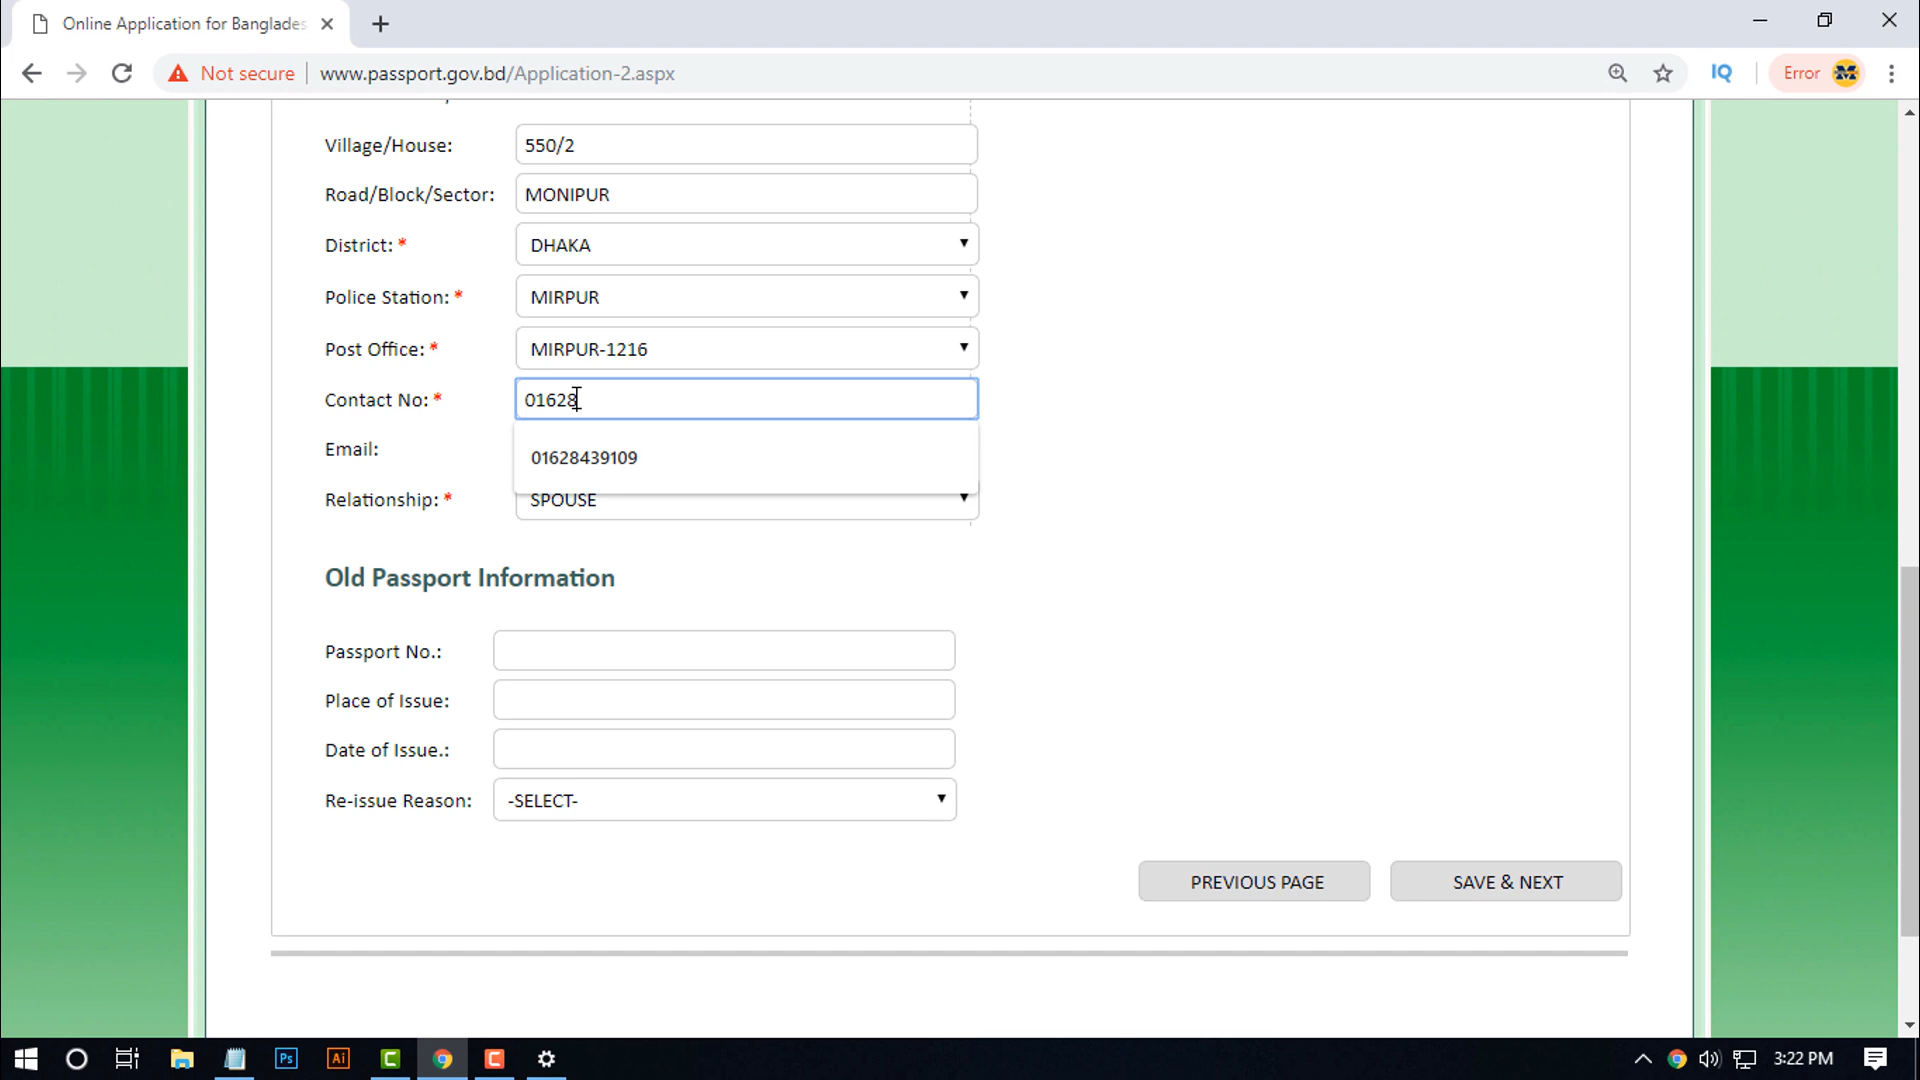 Online Application for Banglades
Not secure
www.passport.gov.bd/Application-2.aspx
IQ
Error
Village/House:
550/2
Road/Block/Sector:
MONIPUR
District: *
DHAKA
Police Station: *
MIRPUR
Post Office: *
MIRPUR-1216
Contact No: *
01628
Email:
01628439109
Relationship: *
SPOUSE
Old Passport Information
Passport No.:
Place of Issue:
Date of Issue.:
Re-issue Reason:
-SELECT-
PREVIOUS PAGE
SAVE & NEXT
Ps
Ai
C
C
3:22 PM